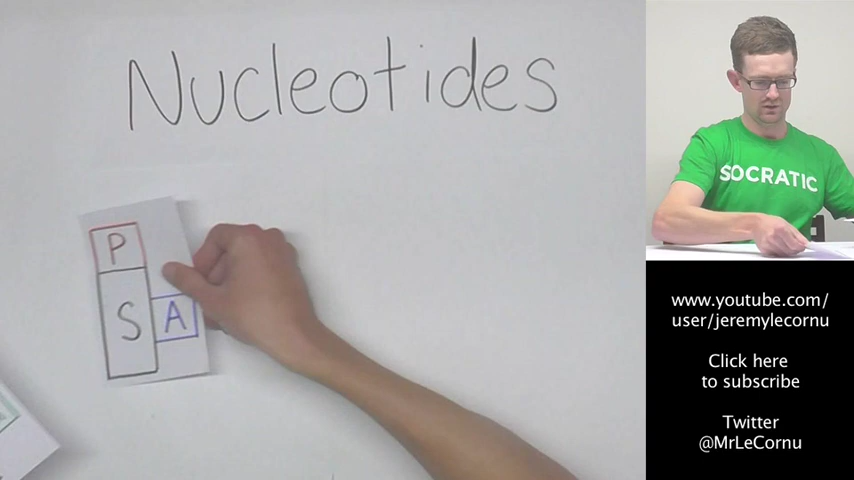 Nucleotides
P
S
A
SOCRATIC
www.youtube.com/
user/jeremylecornu
Click here
to subscribe
Twitter
@MrLeCornu